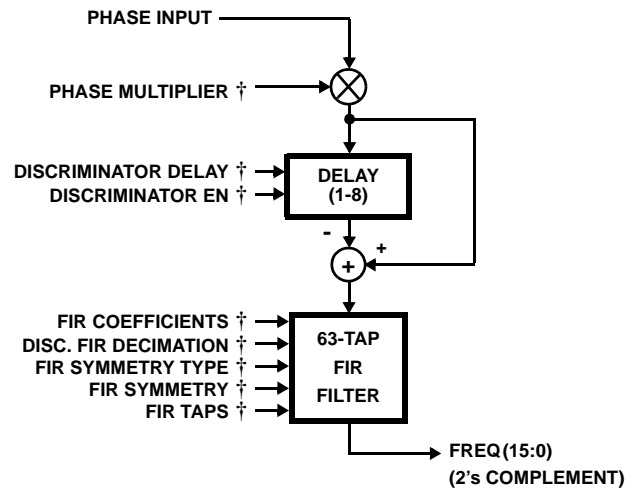 PHASE INPUT
PHASE MULTIPLIER †
DISCRIMINATOR DELAY †
DISCRIMINATOR EN †
DELAY
(1-8)
-
+
+
FIR COEFFICIENTS †
DISC. FIR DECIMATION †
FIR SYMMETRY TYPE †
FIR SYMMETRY †
FIR TAPS †
63-TAP
FIR
FILTER
FREQ(15:0)
(2's COMPLEMENT)